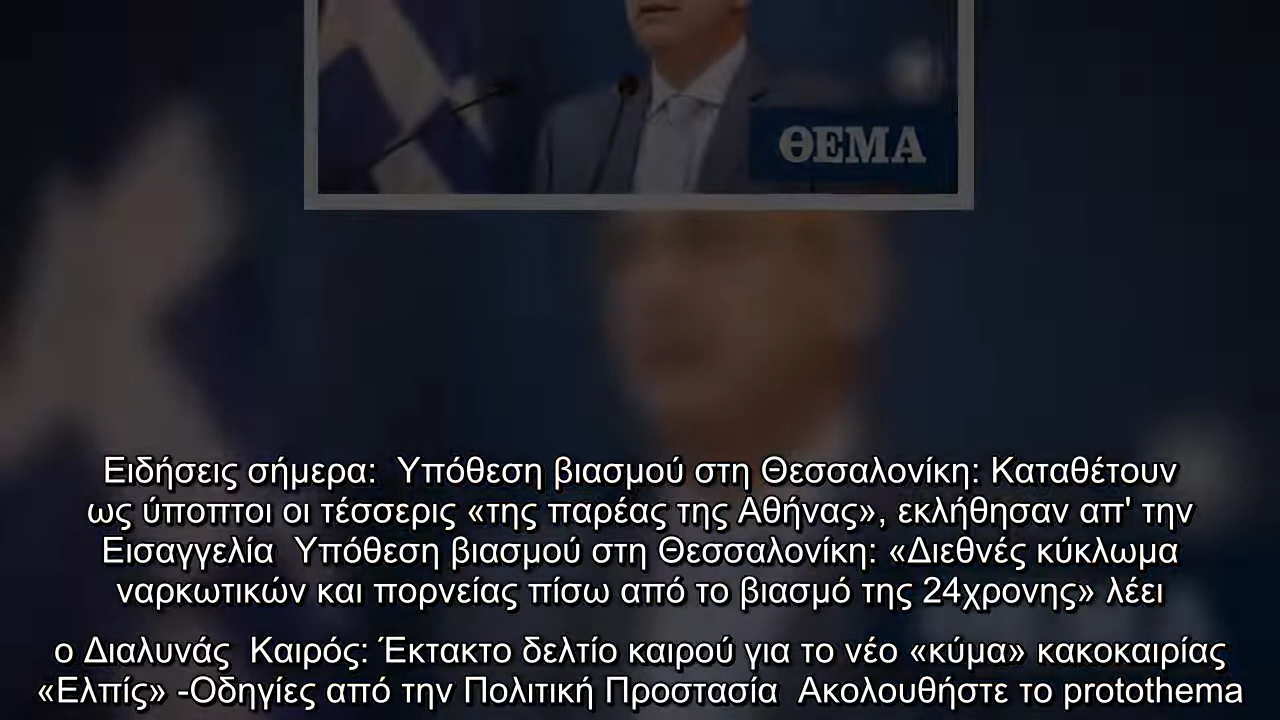 ΘΕΜΑ
Ειδήσεις σήμερα:  Υπόθεση βιασμού στη Θεσσαλονίκη: Καταθέτουν
ως ύποπτοι οι τέσσερις «της παρέας της Αθήνας», εκλήθησαν απ' την
Εισαγγελία  Υπόθεση βιασμού στη Θεσσαλονίκη: «Διεθνές κύκλωμα
ναρκωτικών και πορνείας πίσω από το βιασμό της 24χρονης» λέει
ο Διαλυνάς  Καιρός: Έκτακτο δελτίο καιρού για το νέο «κύμα» κακοκαιρίας
«Ελπίς» -Οδηγίες από την Πολιτική Προστασία  Ακολουθήστε το protothema